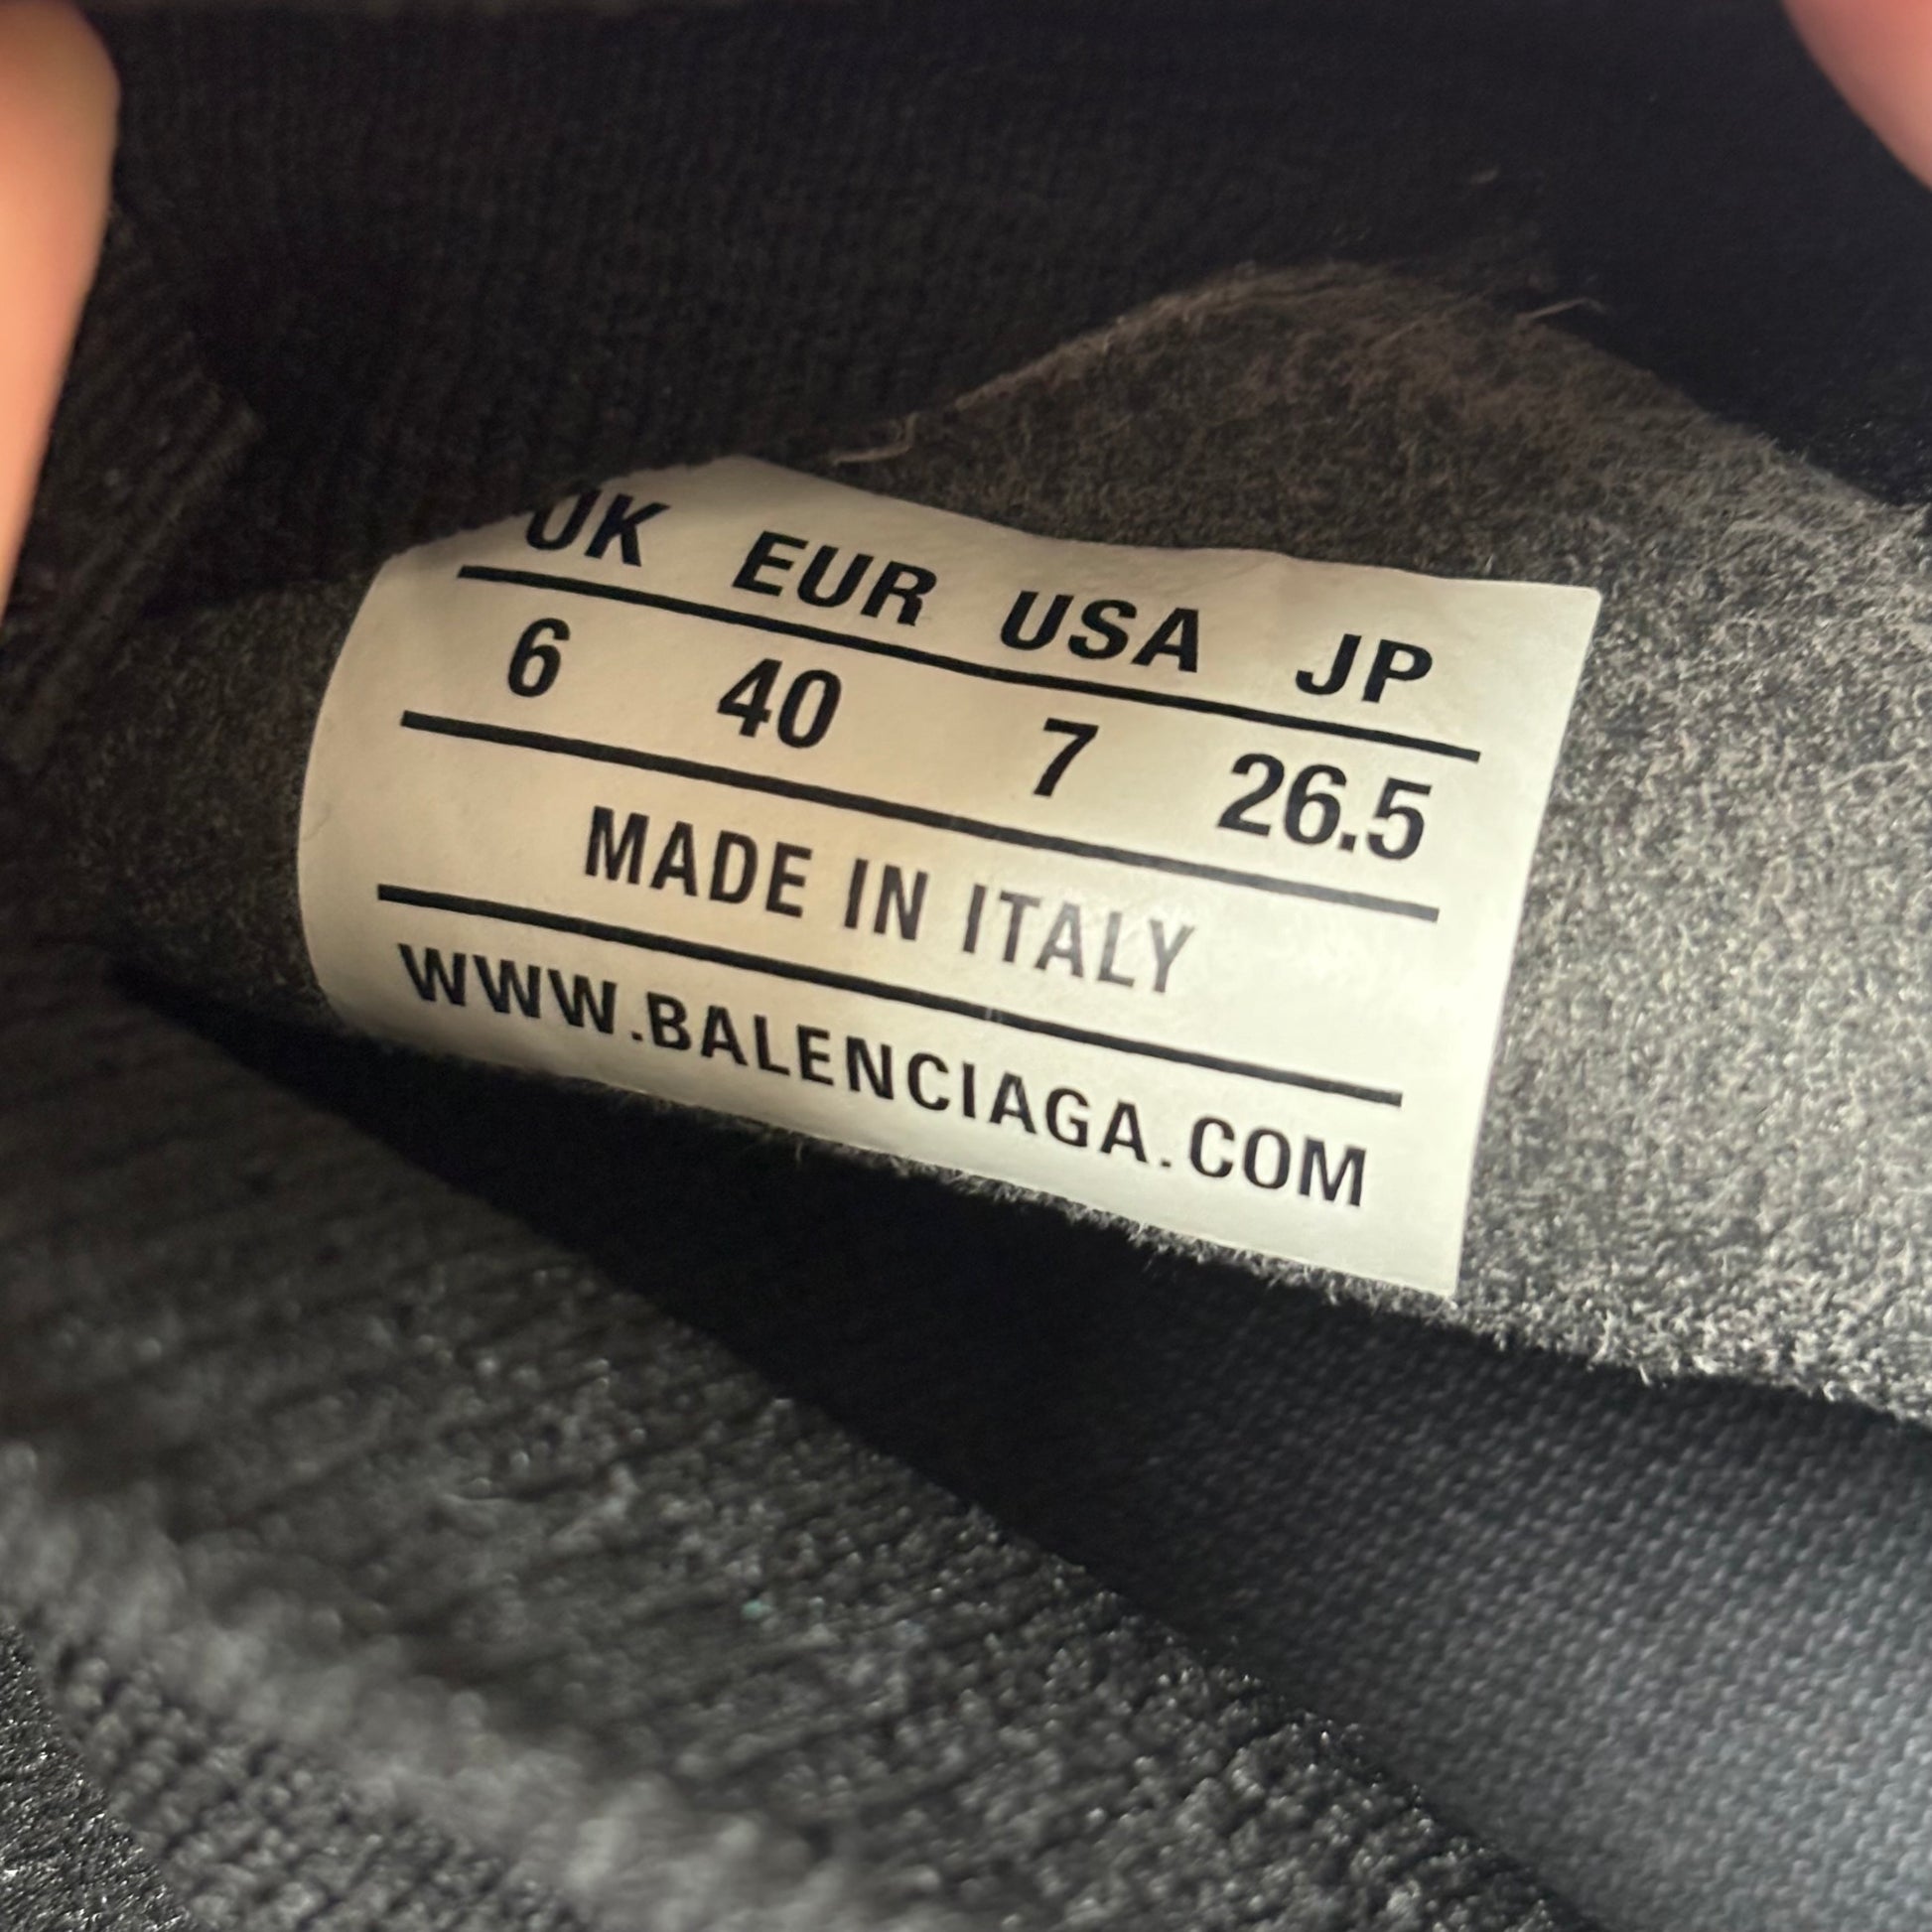 UK EUR USA JP
6 40 7 26.5
MADE IN ITALY
WWW.BALENCIAGA.COM